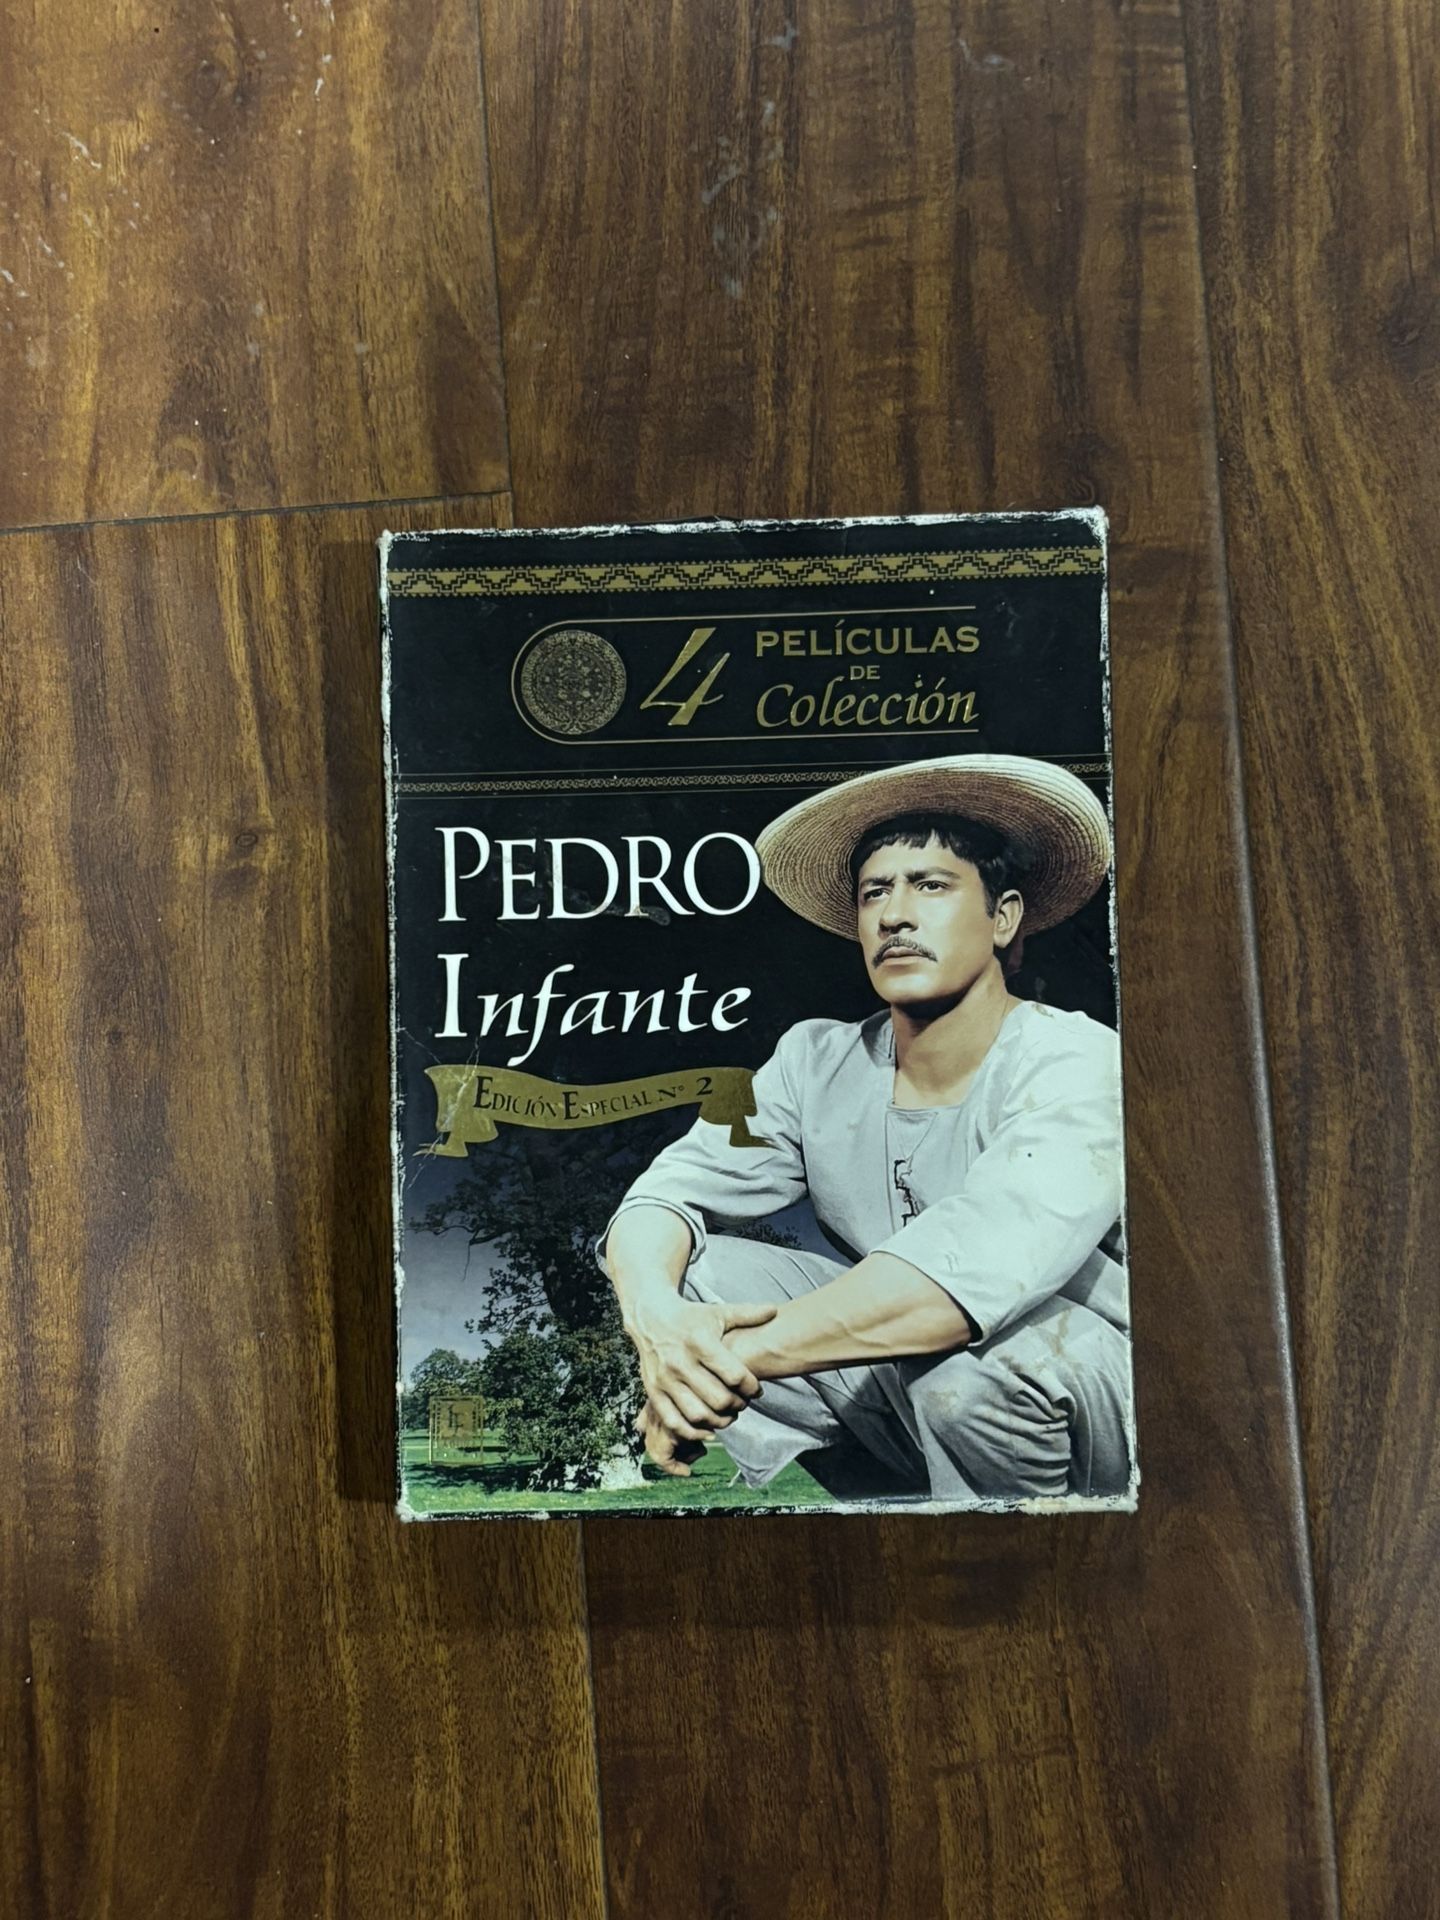 4
PELÍCULAS
DE
Colección
PEDRO
Infante
EDICIÓN ESPECIAL Nº 2